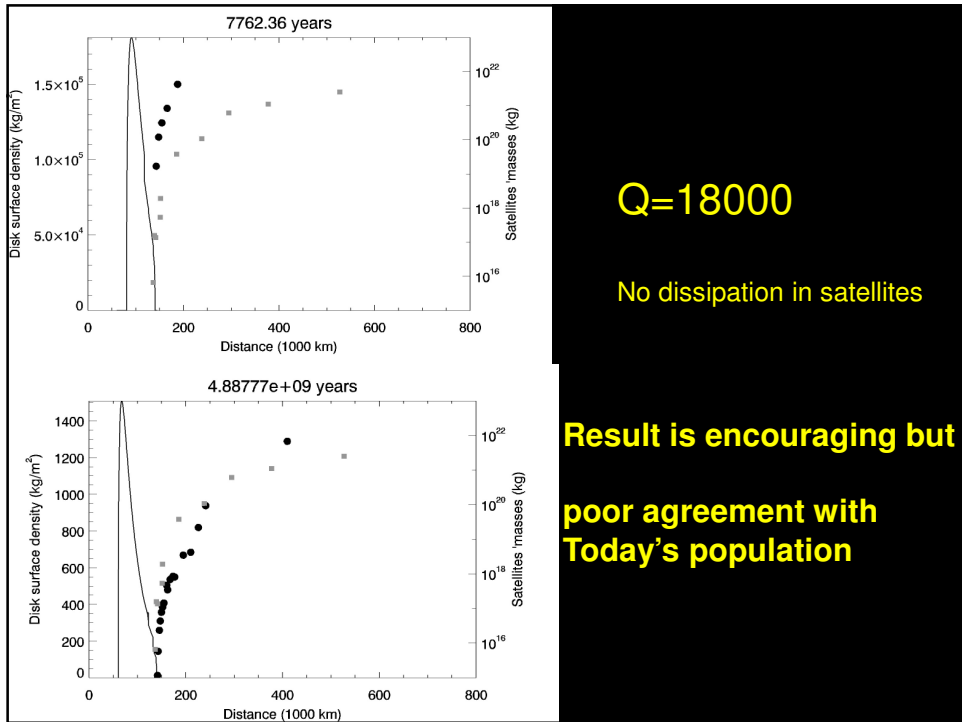 7762.36 years
Disk surface density (kg/m²)
1.5×10⁵
1.0×10⁵
5.0×10⁴
0
10²²
10²⁰
10¹⁸
10¹⁶
Satellites 'masses (kg)
0 200 400 600 800
Distance (1000 km)
Q=18000
No dissipation in satellites
4.88777e+09 years
Disk surface density (kg/m²)
1400
1200
1000
800
600
400
200
0
10²²
10²⁰
10¹⁸
10¹⁶
Satellites 'masses (kg)
0 200 400 600 800
Distance (1000 km)
Result is encouraging but
poor agreement with
Today's population